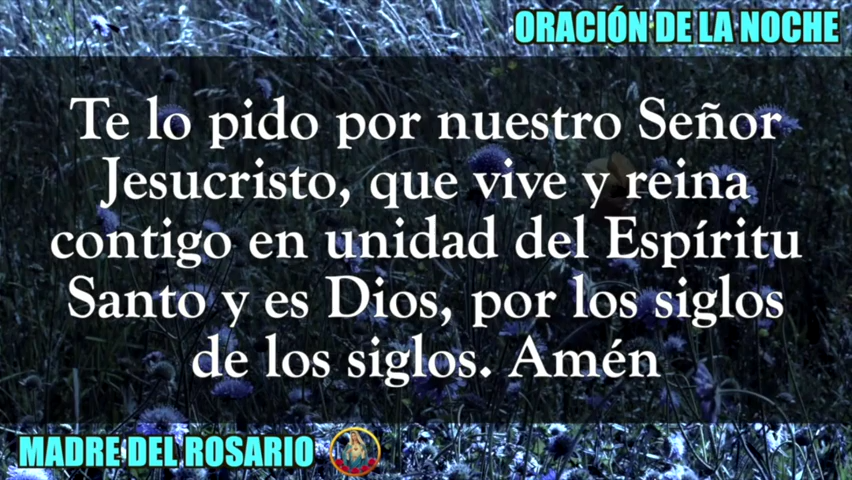 ORACIÓN DE LA NOCHE
Te lo pido por nuestro Señor
Jesucristo, que vive y reina
contigo en unidad del Espíritu
Santo y es Dios, por los siglos
de los siglos. Amén
MADRE DEL ROSARIO